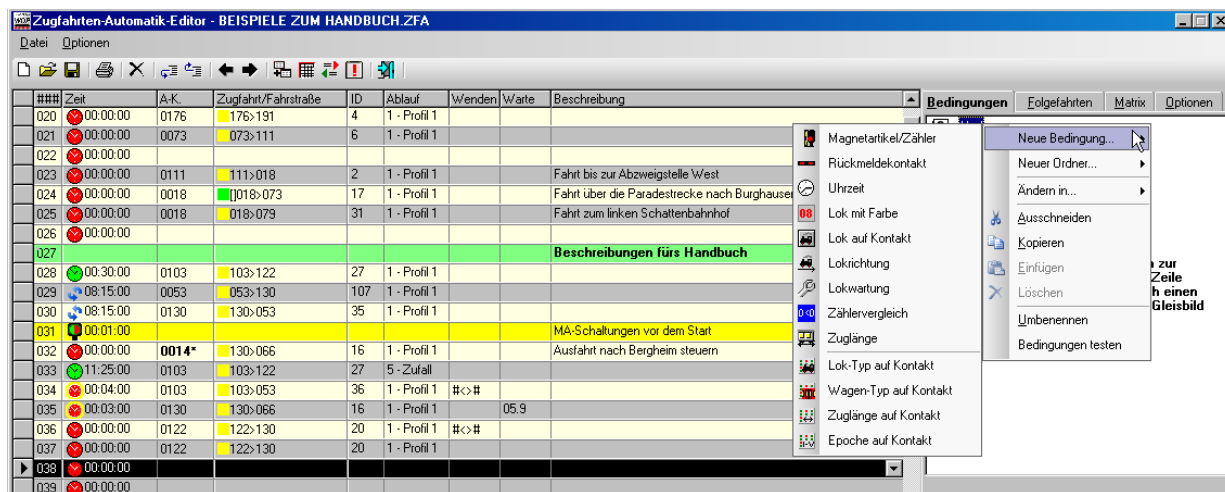 Zugfahrten-Automatik-Editor - BEISPIELE ZUM HANDBUCH.ZFA
Datei Optionen
### Zeit A-K. Zugfahrt/Fahrstraße ID Ablauf Wenden Warte Beschreibung
020 00:00:00 0176 176>191 4 1 - Profil 1
021 00:00:00 0073 073>111 6 1 - Profil 1
022 00:00:00
023 00:00:00 0111 111>018 2 1 - Profil 1 Fahrt bis zur Abzweigstelle West
024 00:00:00 0018 []018>073 17 1 - Profil 1 Fahrt über die Paradestrecke nach Burghausen
025 00:00:00 0018 018>079 31 1 - Profil 1 Fahrt zum linken Schattenbahnhof
026 00:00:00
027 Beschreibungen fürs Handbuch
028 00:30:00 0103 103>122 27 1 - Profil 1
029 08:15:00 0053 053>130 107 1 - Profil 1
030 08:15:00 0130 130>053 35 1 - Profil 1
031 00:01:00 MA-Schaltungen vor dem Start
032 00:00:00 0014* 130>066 16 1 - Profil 1 Ausfahrt nach Bergheim steuern
033 11:25:00 0103 103>122 27 5 - Zufall
034 00:04:00 0103 103>053 36 1 - Profil 1 #<>#
035 00:03:00 0130 130>066 16 1 - Profil 1 05.9
036 00:00:00 0122 122>130 20 1 - Profil 1 #<>#
037 00:00:00 0122 122>130 20 1 - Profil 1
038 00:00:00
039 00:00:00
Bedingungen Folgefahrten Matrix Optionen
Magnetartikel/Zähler
Rückmeldekontakt
Uhrzeit
08 Lok mit Farbe
Lok auf Kontakt
Lokrichtung
Lokwartung
0<0 Zählervergleich
Zuglänge
Lok-Typ auf Kontakt
Wagen-Typ auf Kontakt
Zuglänge auf Kontakt
Epoche auf Kontakt
Neue Bedingung...
Neuer Ordner...
Ändern in...
Ausschneiden
Kopieren
Einfügen
Löschen
Umbenennen
Bedingungen testen
zur
Zeile
einen
Gleisbild